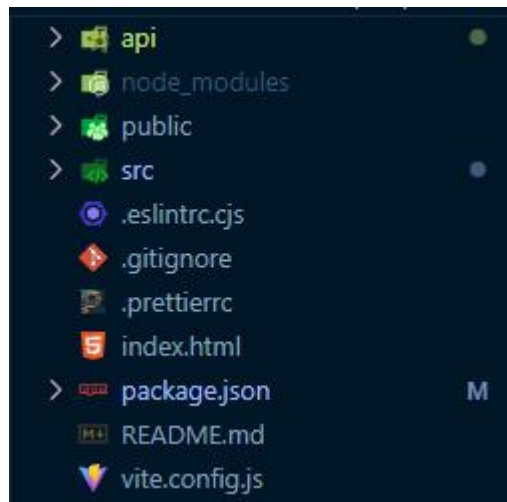 api
node_modules
public
src
.eslintrc.cjs
.gitignore
.prettierrc
index.html
package.json M
README.md
vite.config.js